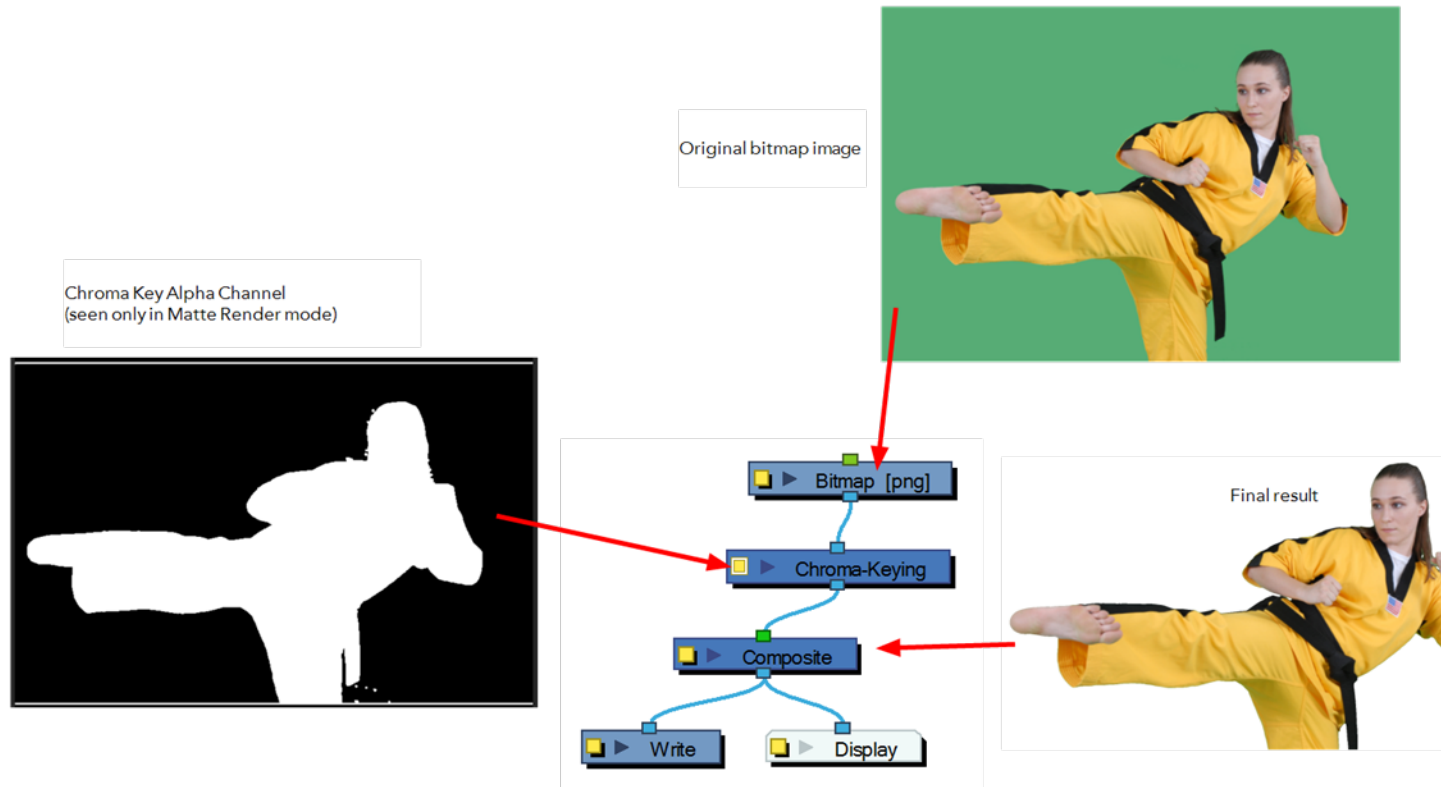 Original bitmap image
Chroma Key Alpha Channel
(seen only in Matte Render mode)
Bitmap [png]
Final result
Chroma-Keying
Composite
Write
Display